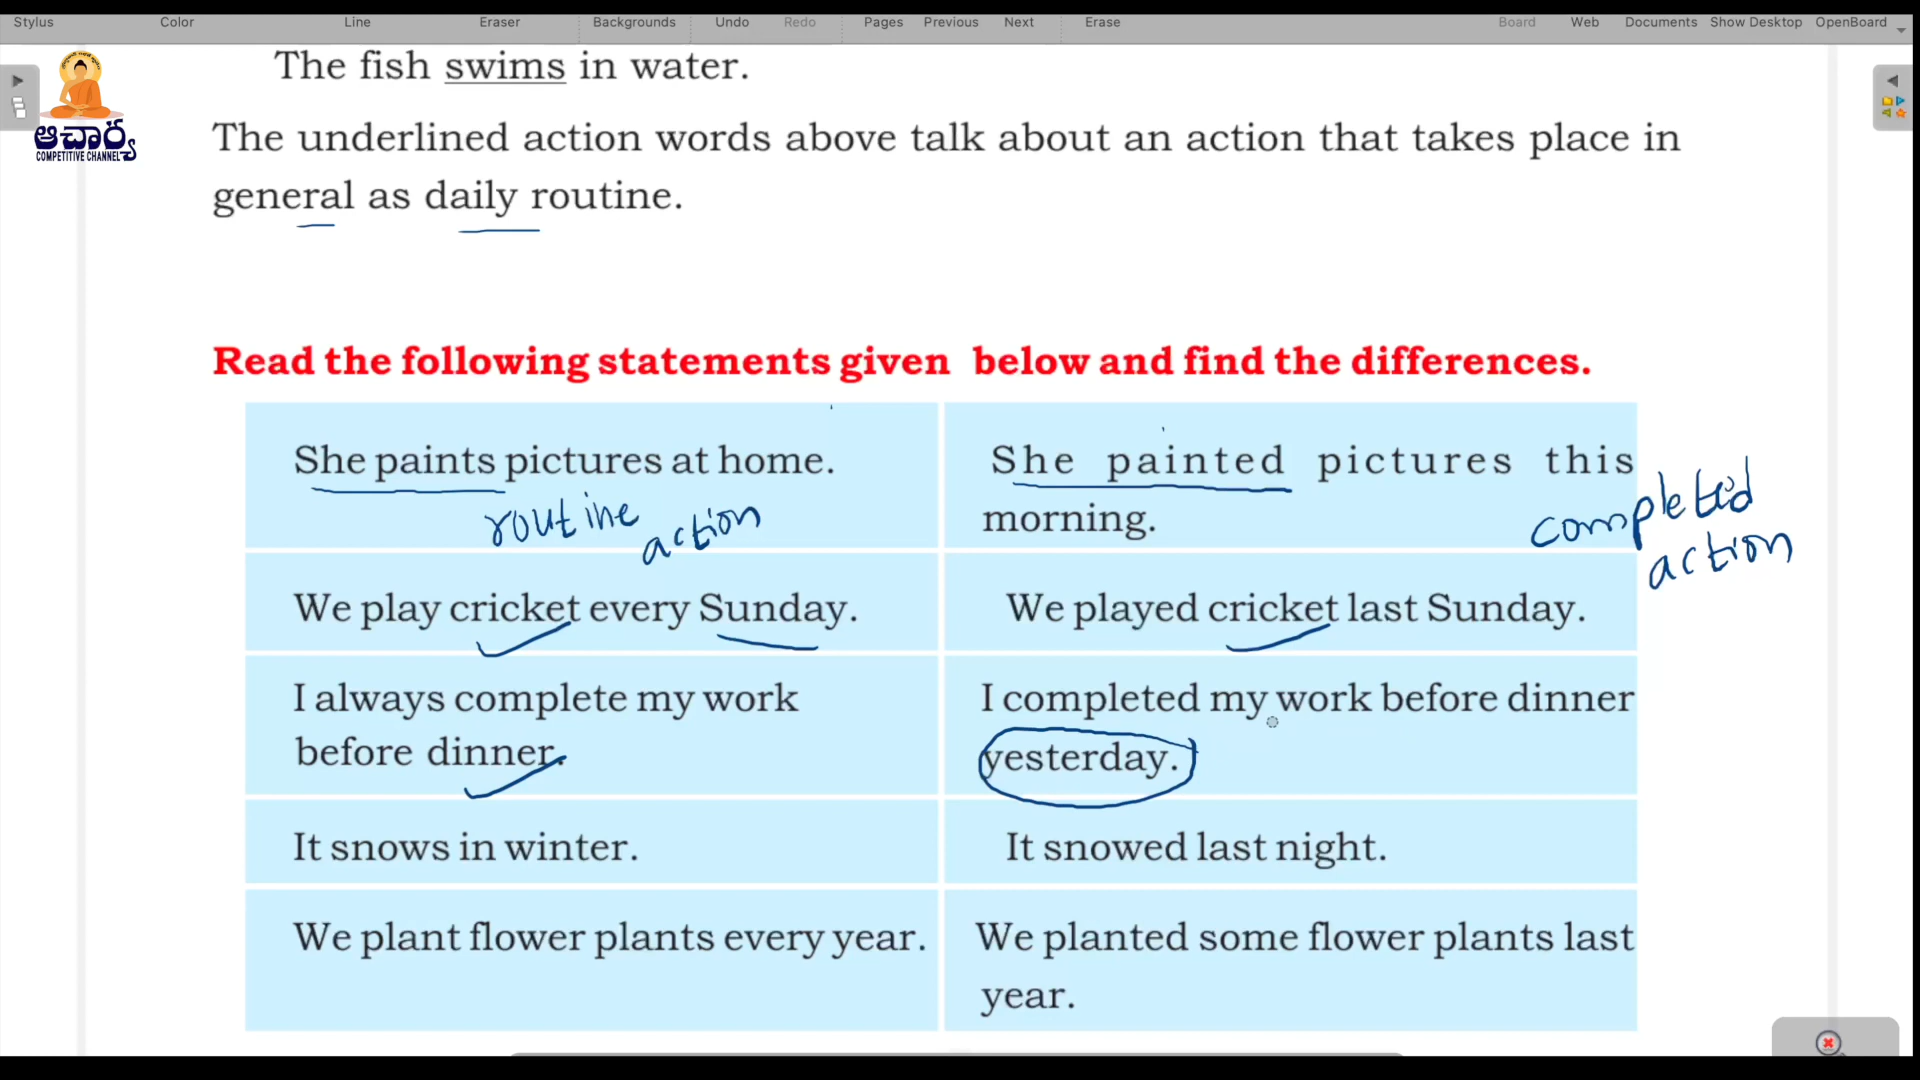 Stylus Color Line Eraser Backgrounds Undo Redo Pages Previous Next Erase Board Web Documents Show Desktop OpenBoard
The fish swims in water.
ఆచార్య
COMPETITIVE CHANNEL
The underlined action words above talk about an action that takes place in
general as daily routine.
Read the following statements given below and find the differences.
She paints pictures at home.
routine
action
She painted pictures this
morning.
completed
action
We play cricket every Sunday.
We played cricket last Sunday.
I always complete my work
before dinner.
I completed my work before dinner
yesterday.
It snows in winter.
It snowed last night.
We plant flower plants every year.
We planted some flower plants last
year.